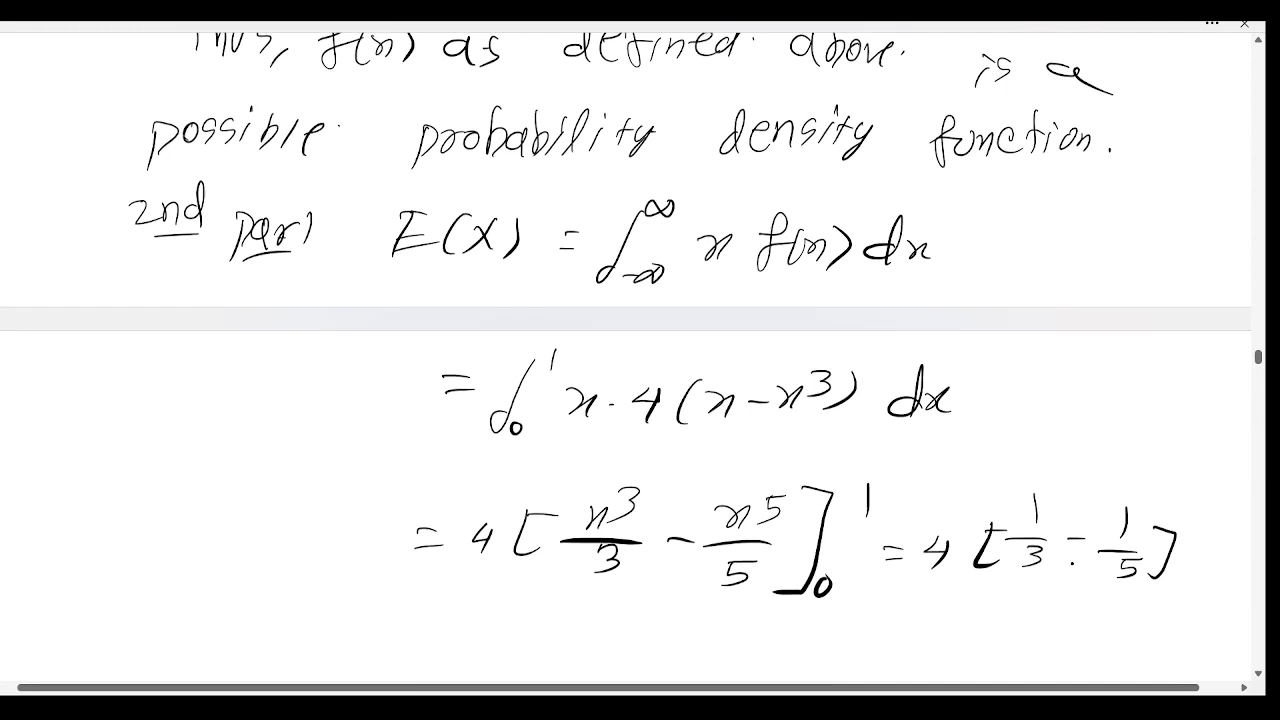 Thus, f(x) as defined above. is a
possible probability density function.
2nd part E(X) = ∫_{-∞}^{∞} x f(x) dx
= ∫_0^1 x · 4 (x - x^3) dx
= 4 [x^3/3 - x^5/5]_0^1 = 4 [1/3 - 1/5]